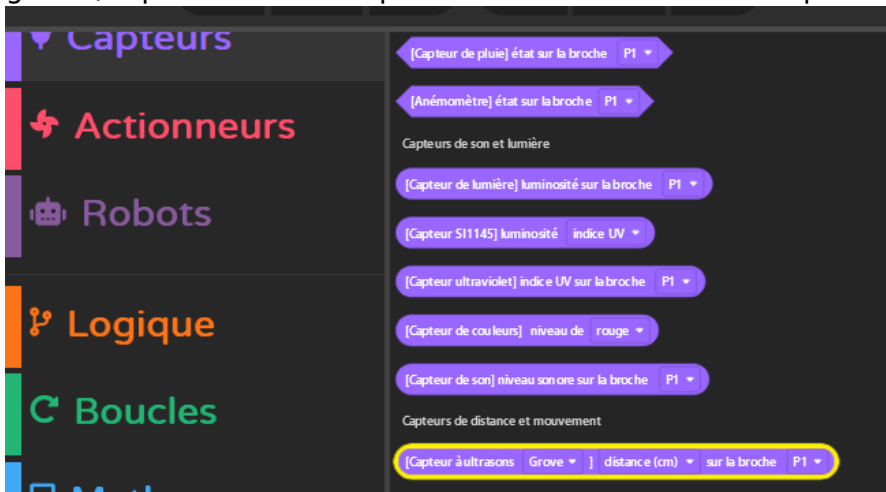 Capteurs
Actionneurs
Robots
Logique
Boucles
[Capteur de pluie] état sur la broche P1
[Anémomètre] état sur la broche P1
Capteurs de son et lumière
[Capteur de lumière] luminosité sur la broche P1
[Capteur SI1145] luminosité indice UV
[Capteur ultraviolet] indice UV sur la broche P1
[Capteur de couleurs] niveau de rouge
[Capteur de son] niveau sonore sur la broche P1
Capteurs de distance et mouvement
[Capteur à ultrasons Grove ] distance (cm) sur la broche P1